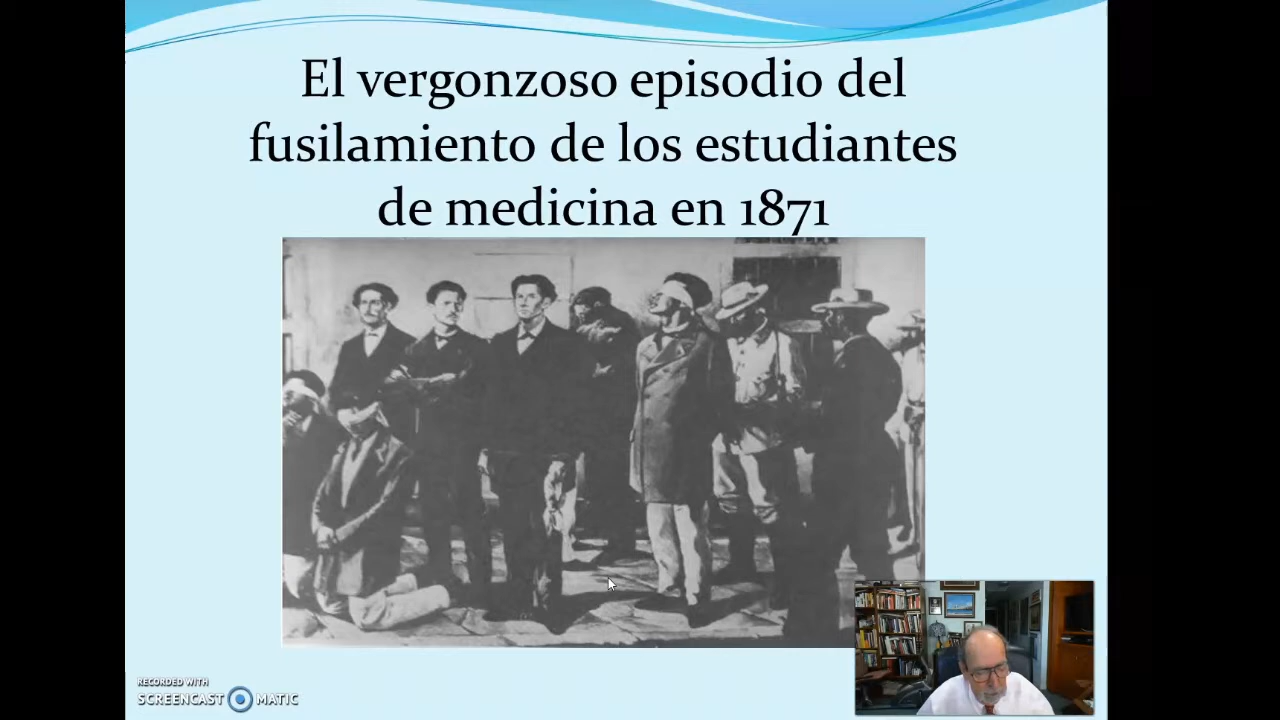 El vergonzoso episodio del
fusilamiento de los estudiantes
de medicina en 1871
RECORDED WITH
SCREENCAST MATIC